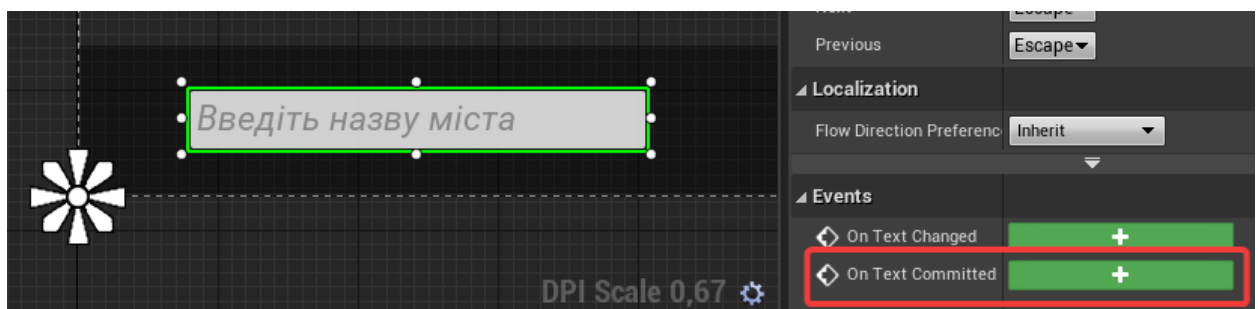 Введіть назву міста
DPI Scale 0,67
Previous
Escape
Localization
Flow Direction Preferenc
Inherit
Events
On Text Changed
On Text Committed